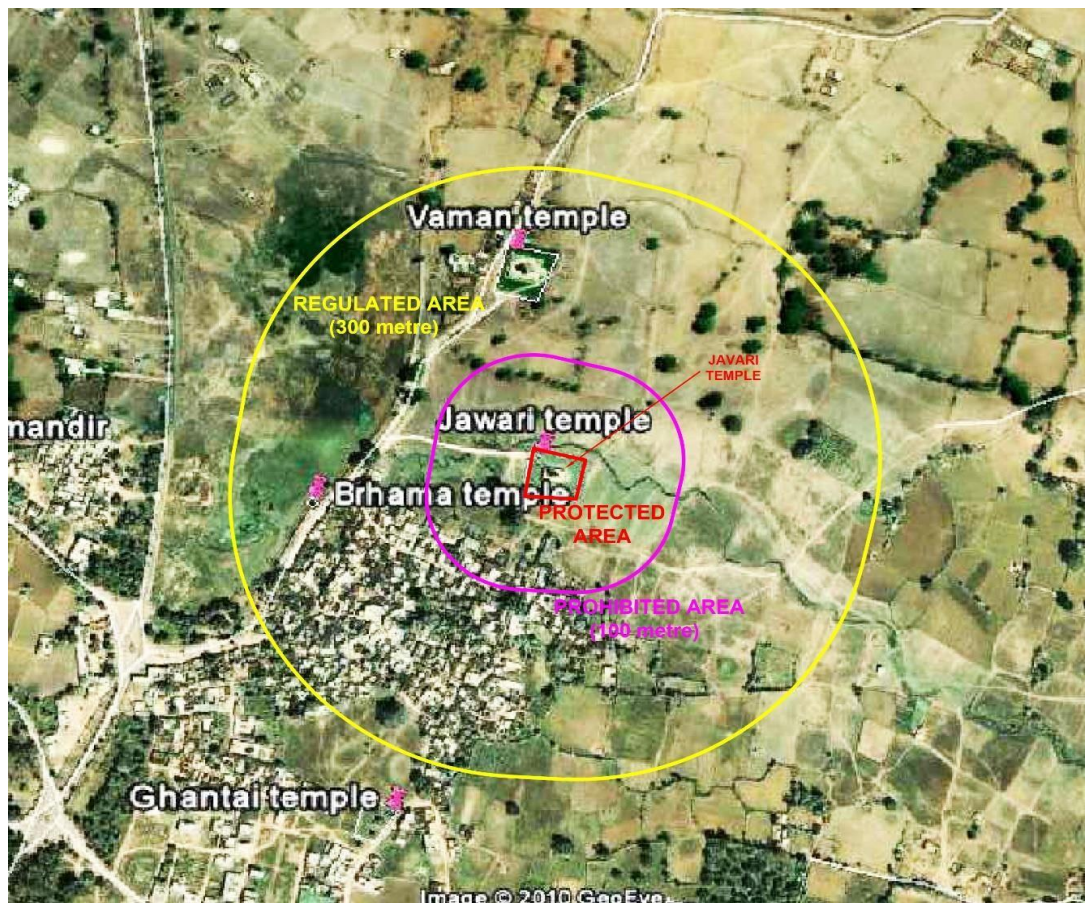 Vaman temple
REGULATED AREA
(300 metre)
JAVARI
TEMPLE
Jawari temple
mandir
Brhama temple
PROTECTED
AREA
PROHIBITED AREA
(100 metre)
Ghantai temple
Image © 2010 GeoEye